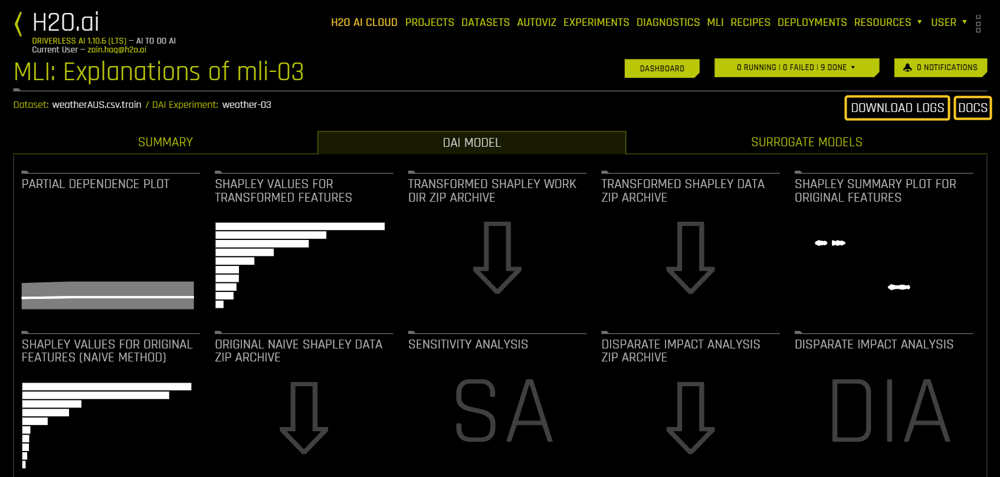 H2O.ai
H2O AI CLOUD PROJECTS DATASETS AUTOVIZ EXPERIMENTS DIAGNOSTICS MLI RECIPES DEPLOYMENTS RESOURCES USER
DRIVERLESS AI 1.10.6 (LTS) – AI TO DO AI
Current User – zain.haq@h2o.ai
MLI: Explanations of mli-03
DASHBOARD
0 RUNNING | 0 FAILED | 9 DONE
0 NOTIFICATIONS
Dataset: weatherAUS.csv.train / DAI Experiment: weather-03
DOWNLOAD LOGS
DOCS
SUMMARY
DAI MODEL
SURROGATE MODELS
PARTIAL DEPENDENCE PLOT
SHAPLEY VALUES FOR
TRANSFORMED FEATURES
TRANSFORMED SHAPLEY WORK
DIR ZIP ARCHIVE
TRANSFORMED SHAPLEY DATA
ZIP ARCHIVE
SHAPLEY SUMMARY PLOT FOR
ORIGINAL FEATURES
SHAPLEY VALUES FOR ORIGINAL
FEATURES (NAIVE METHOD)
ORIGINAL NAIVE SHAPLEY DATA
ZIP ARCHIVE
SENSITIVITY ANALYSIS
SA
DISPARATE IMPACT ANALYSIS
ZIP ARCHIVE
DISPARATE IMPACT ANALYSIS
DIA